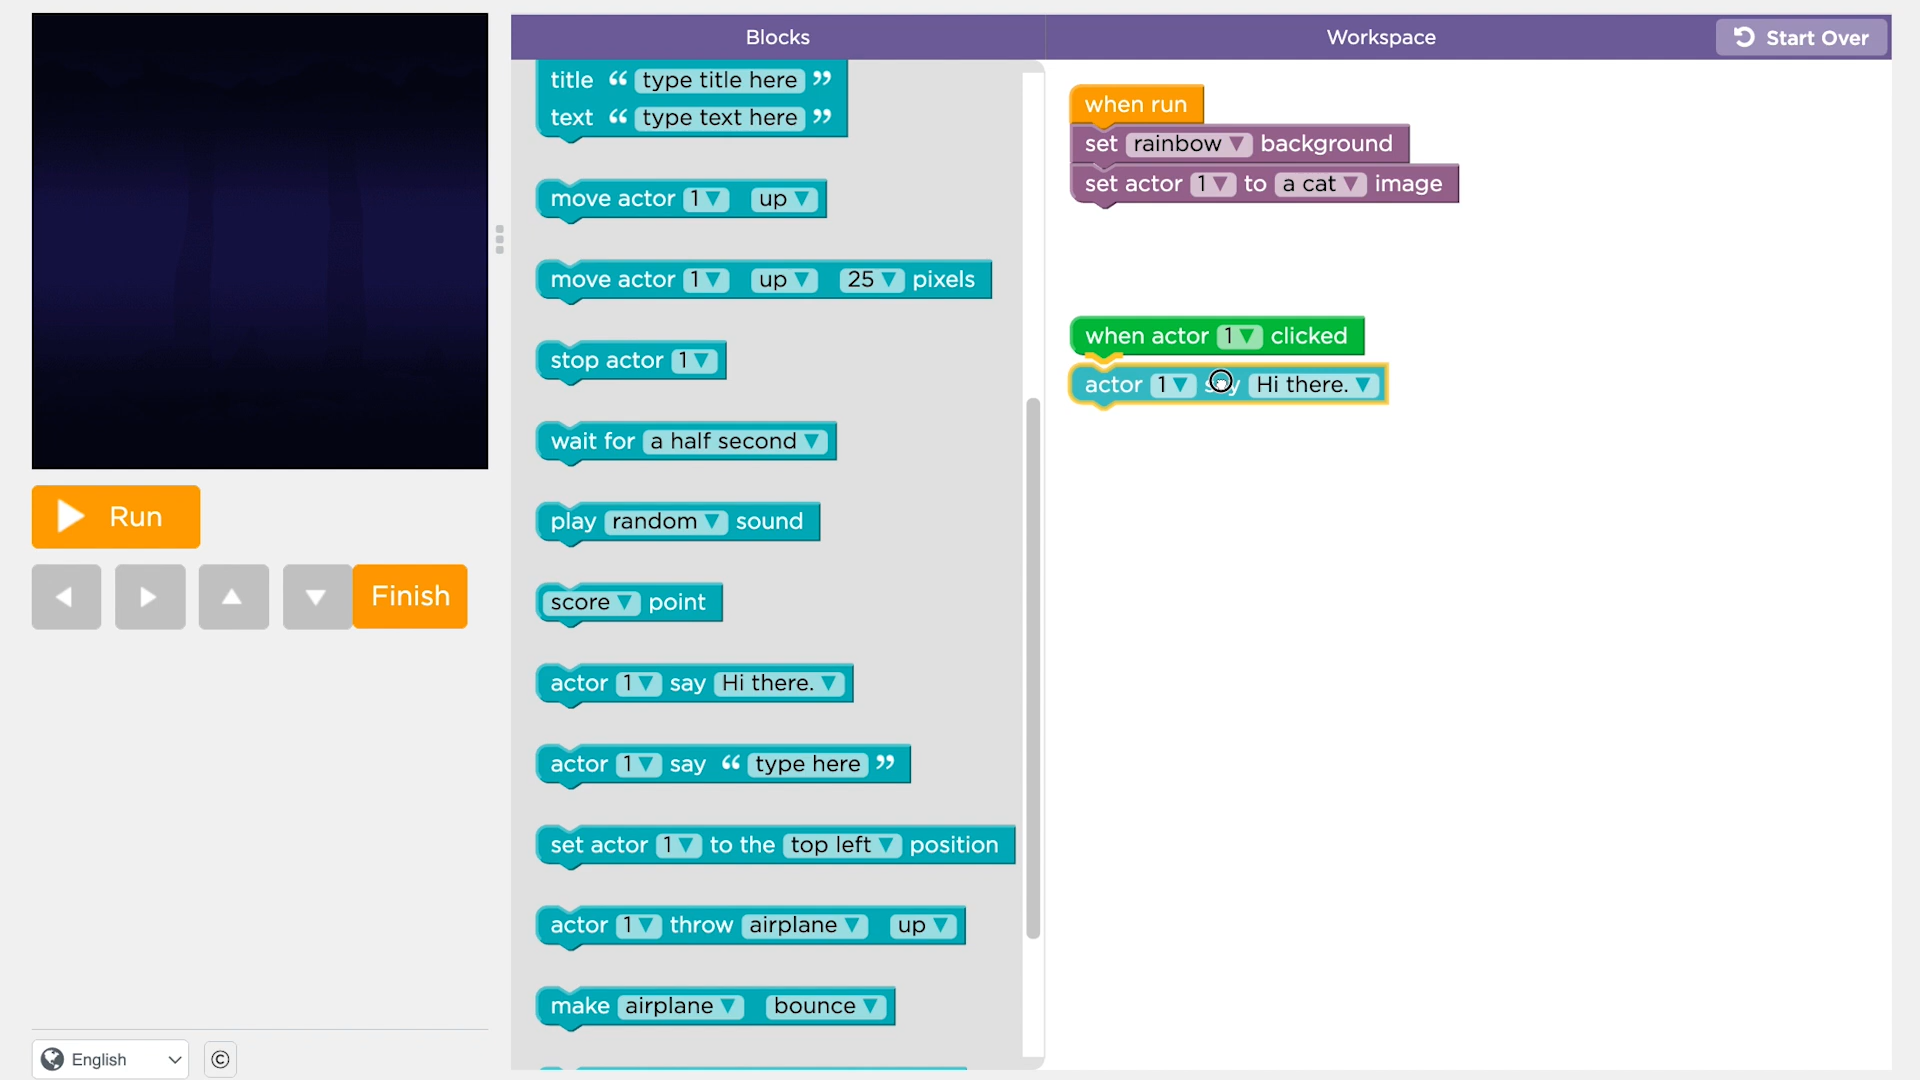 Blocks
Workspace
Start Over
title “ type title here ”
text “ type text here ”
move actor 1 up
move actor 1 up 25 pixels
stop actor 1
wait for a half second
play random sound
score point
actor 1 say Hi there.
actor 1 say “ type here ”
set actor 1 to the top left position
actor 1 throw airplane up
make airplane bounce
when run
set rainbow background
set actor 1 to a cat image
when actor 1 clicked
actor 1 say Hi there.
Run
Finish
English
©